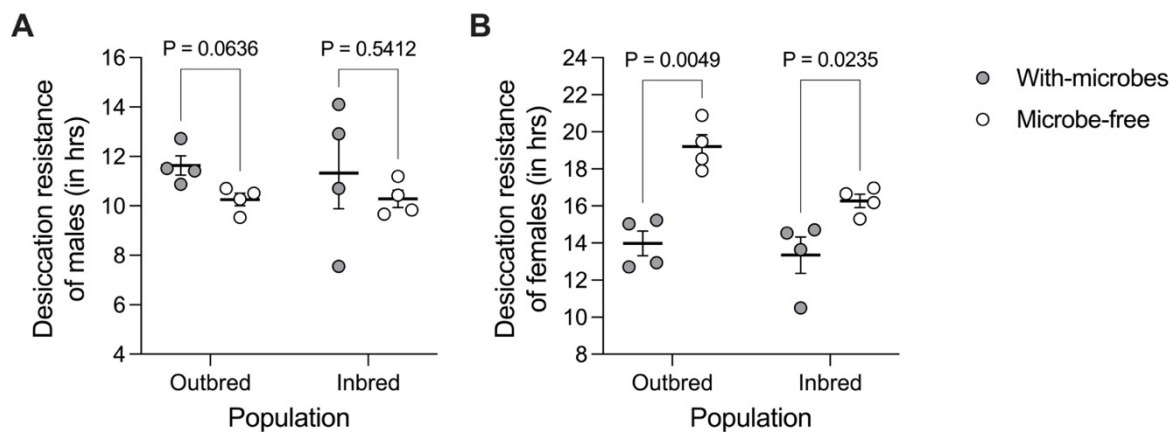 A
P = 0.0636
P = 0.5412
16
14
12
10
8
6
4
Desiccation resistance
of males (in hrs)
Outbred
Inbred
Population
B
P = 0.0049
P = 0.0235
24
22
20
18
16
14
12
10
8
Desiccation resistance
of females (in hrs)
Outbred
Inbred
Population
With-microbes
Microbe-free